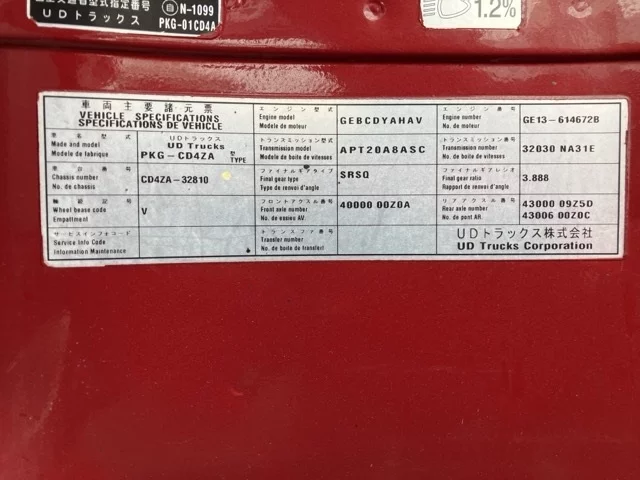 型式指定番号
UDトラックス
自 N-1099
PKG-01CD4A
1.2%
車両主要諸元票
VEHICLE SPECIFICATIONS
SPECIFICATIONS DE VEHICLE
エンジン型式
Engine model
Modele de moteur
GEBCDYAHAV
エンジン番号
Engine number
No. de moteur
GE13-614672B
車名型式
Made and model
Modele de fabrique
UDトラックス
UD Trucks
PKG-CD4ZA
型式
TYPE
トランスミッション型式
Transmission model
Modele de boite de vitesses
APT20A8ASC
トランスミッション番号
Transmission number
No. de boite de vitesses
32030 NA31E
車台番号
Chassis number
No. de chassis
CD4ZA-32810
ファイナルギアタイプ
Final gear type
Type de renvoi d'angle
SRSQ
ファイナルギアレシオ
Final gear ratio
Rapport de renvoi d'angle
3.888
Wheel bease code
Empattment
V
フロントアクスル番号
Front axle number
No. de essieu AV.
40000 00Z0A
リアアクスル番号
Rear axle number
No. de pont AR.
43000 09Z5D
43006 00Z0C
サービスインフォコード
Service Info Code
Information Maintenance
トランスファ番号
Transfer number
No. de boite de transferl
UDトラックス株式会社
UD Trucks Corporation